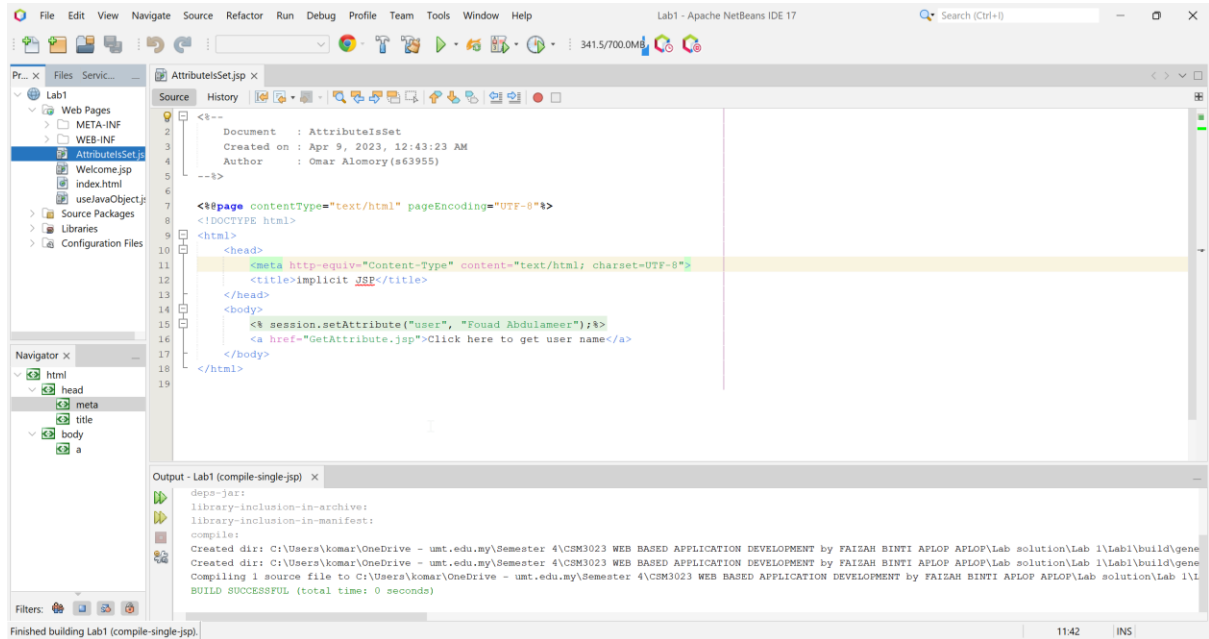 File Edit View Navigate Source Refactor Run Debug Profile Team Tools Window Help Lab1 - Apache NetBeans IDE 17 Search (Ctrl+I)
341.5/700.0MB
Pr... Files Servic...
Lab1
Web Pages
META-INF
WEB-INF
AttributeIsSet.js
Welcome.jsp
index.html
useJavaObject.js
Source Packages
Libraries
Configuration Files
AttributeIsSet.jsp
Source History
<%--
2 Document : AttributeIsSet
3 Created on : Apr 9, 2023, 12:43:23 AM
4 Author : Omar Alomory(s63955)
5 --%>
6
7 <%@page contentType="text/html" pageEncoding="UTF-8"%>
8 <!DOCTYPE html>
9 <html>
10 <head>
11 <meta http-equiv="Content-Type" content="text/html; charset=UTF-8">
12 <title>implicit JSP</title>
13 </head>
14 <body>
15 <% session.setAttribute("user", "Fouad Abdulameer");%>
16 <a href="GetAttribute.jsp">Click here to get user name</a>
17 </body>
18 </html>
19
Navigator
html
head
meta
title
body
a
Filters:
Output - Lab1 (compile-single-jsp)
deps-jar:
library-inclusion-in-archive:
library-inclusion-in-manifest:
compile:
Created dir: C:\Users\komar\OneDrive - umt.edu.my\Semester 4\CSM3023 WEB BASED APPLICATION DEVELOPMENT by FAIZAH BINTI APLOP APLOP\Lab solution\Lab 1\Lab1\build\gene
Created dir: C:\Users\komar\OneDrive - umt.edu.my\Semester 4\CSM3023 WEB BASED APPLICATION DEVELOPMENT by FAIZAH BINTI APLOP APLOP\Lab solution\Lab 1\Lab1\build\gene
Compiling 1 source file to C:\Users\komar\OneDrive - umt.edu.my\Semester 4\CSM3023 WEB BASED APPLICATION DEVELOPMENT by FAIZAH BINTI APLOP APLOP\Lab solution\Lab 1\L
BUILD SUCCESSFUL (total time: 0 seconds)
Finished building Lab1 (compile-single-jsp). 11:42 INS